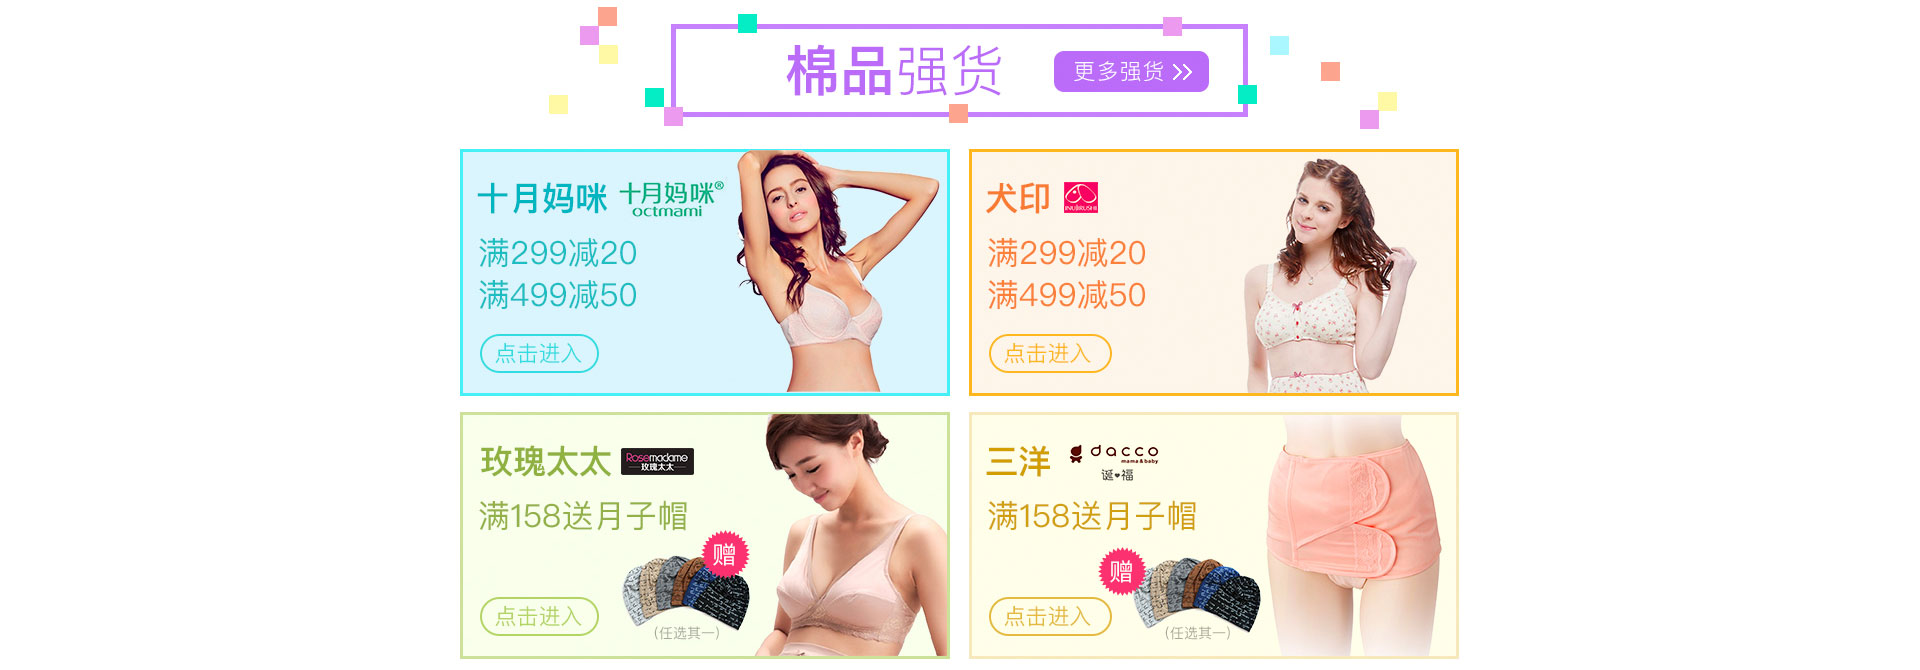 棉品强货
更多强货
十月妈咪
十月妈咪®
octmami
满299减20
满499减50
点击进入
犬印
INUJIRUSHI
满299减20
满499减50
点击进入
玫瑰太太
Rosemadame
玫瑰太太
满158送月子帽
赠
点击进入
(任选其一)
三洋
dacco
mama&baby
诞♥福
满158送月子帽
赠
点击进入
(任选其一)